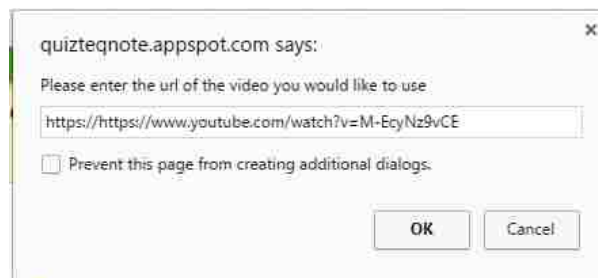 quizteqnote.appspot.com says:
Please enter the url of the video you would like to use
https://https://www.youtube.com/watch?v=M-EcyNz9vCE
Prevent this page from creating additional dialogs.
OK Cancel